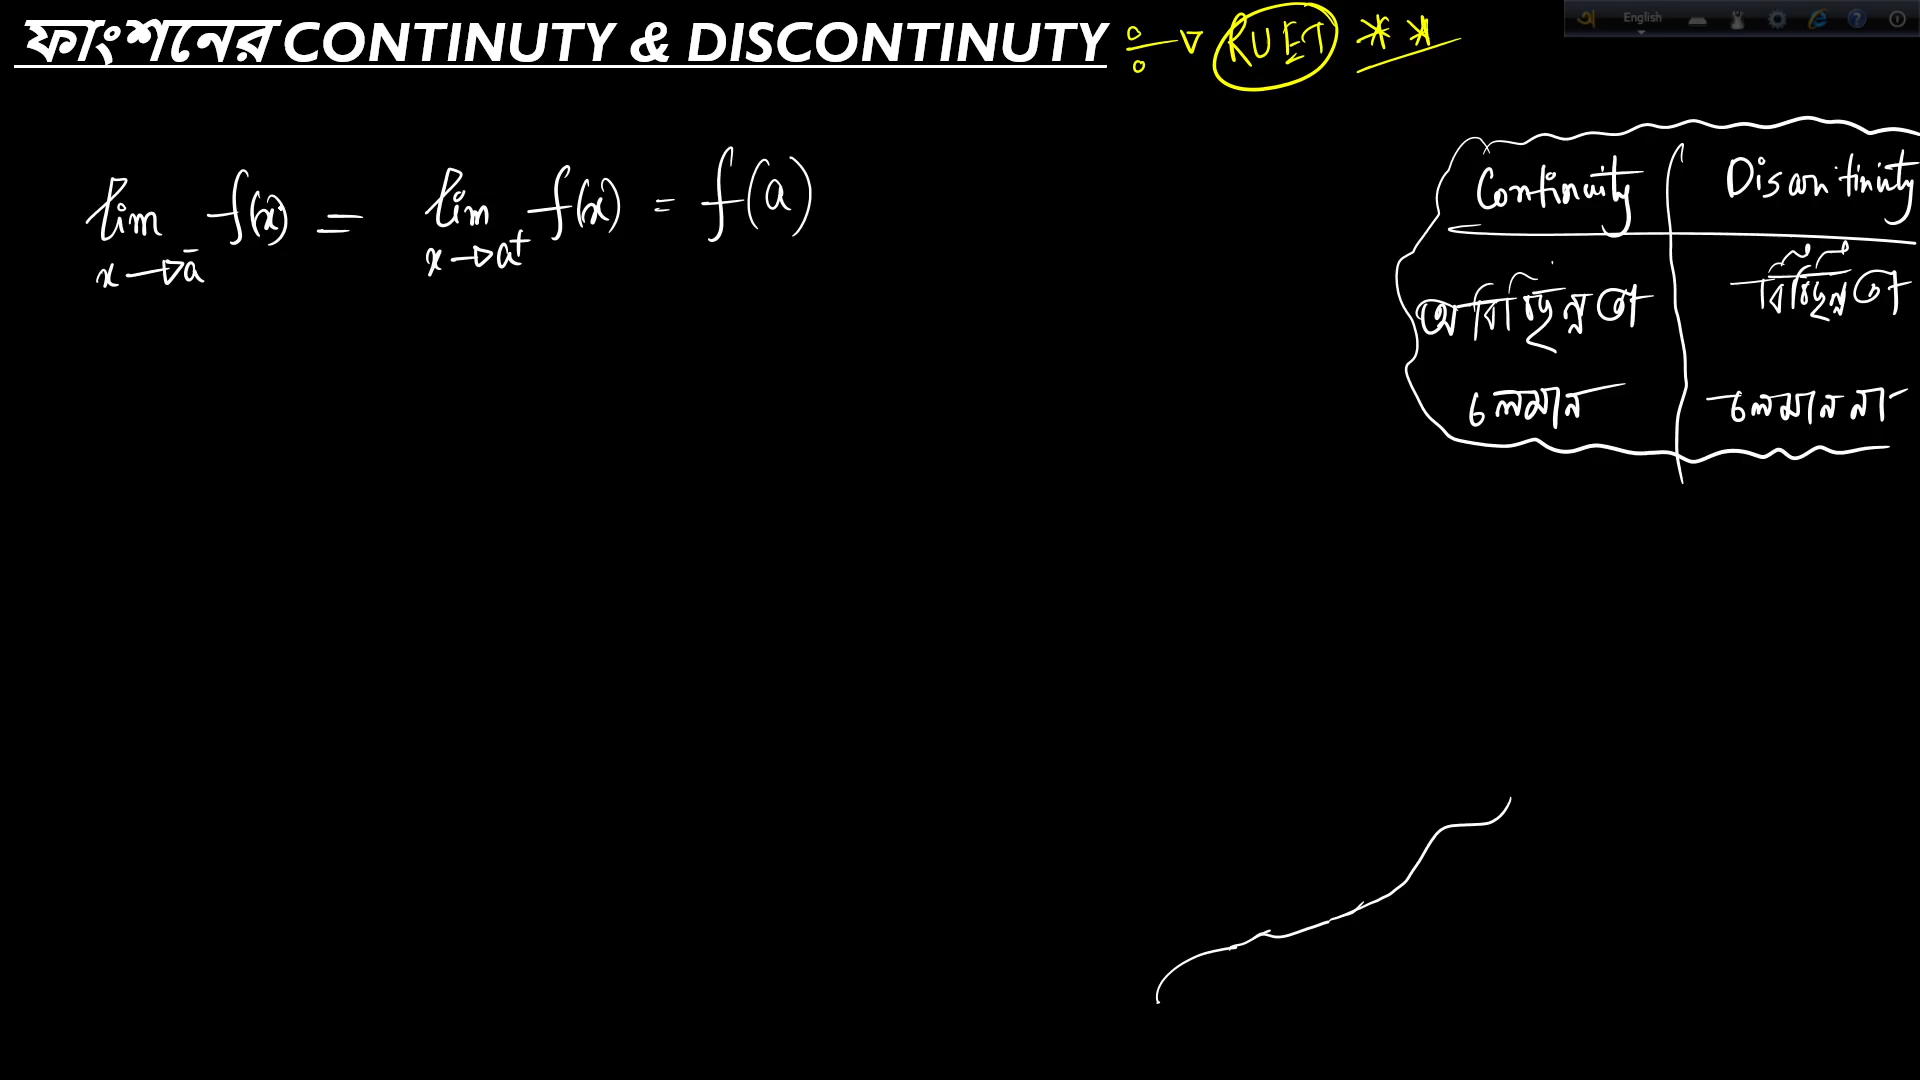 ফাংশনের CONTINUTY & DISCONTINUTY : → RUET **
lim x→a⁻ f(x) = lim x→a⁺ f(x) = f(a)
Continuity | Discontinuity
অবিচ্ছিন্নতা | বিচ্ছিন্নতা
চলমান | চলমান না
English